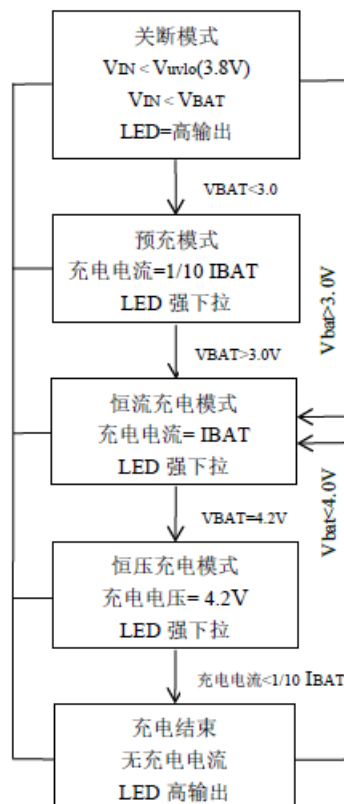 关断模式
VIN < Vuvlo(3.8V)
VIN < VBAT
LED=高输出
VBAT<3.0
预充模式
充电电流=1/10 IBAT
LED 强下拉
Vbat>3.0V
VBAT>3.0V
恒流充电模式
充电电流= IBAT
LED 强下拉
Vbat<4.0V
VBAT=4.2V
恒压充电模式
充电电压= 4.2V
LED 强下拉
充电电流<1/10 IBAT
充电结束
无充电电流
LED 高输出